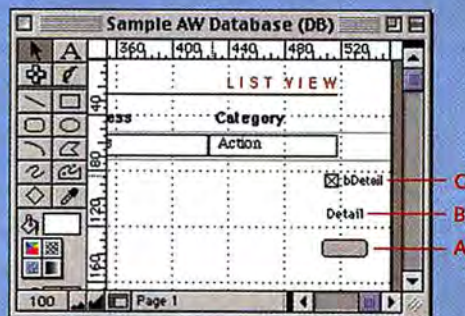 Sample AW Database (DB)
A
360 400 440 480 520
LIST VIEW
40
ess Category
s Action
80
bDetail C
120
Detail B
A
160
100 Page 1